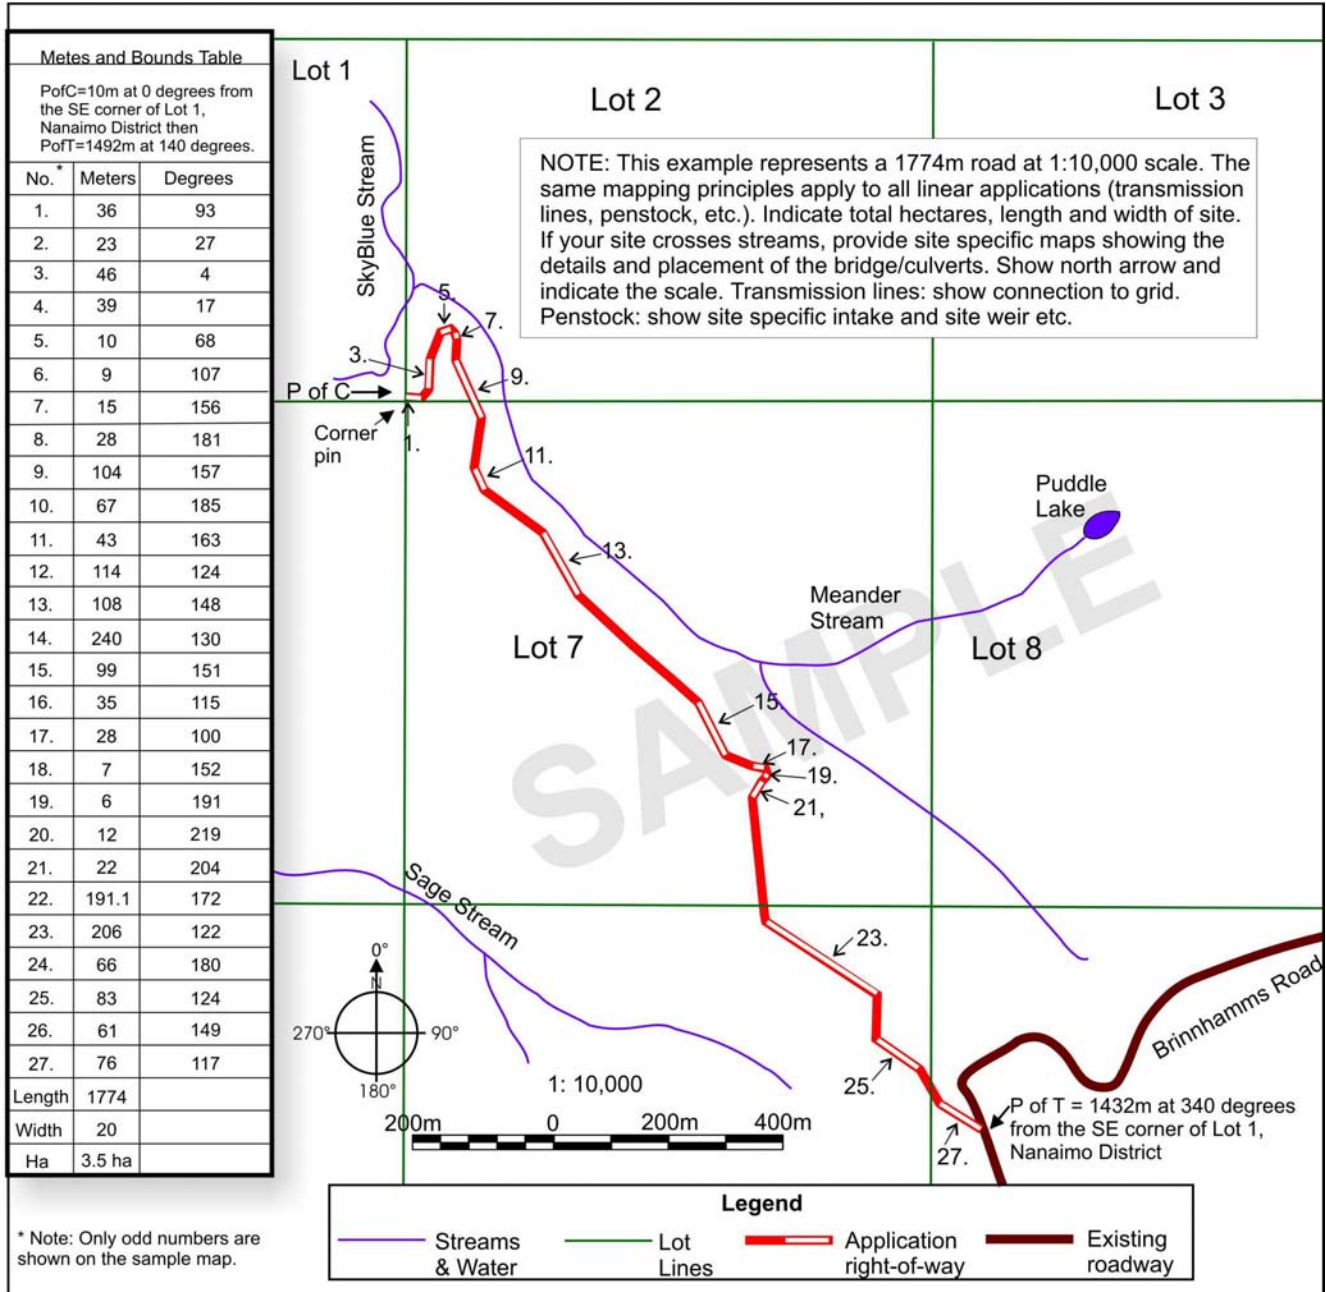 Metes and Bounds Table
PofC=10m at 0 degrees from
the SE corner of Lot 1,
Nanaimo District then
PofT=1492m at 140 degrees.
No.* Meters Degrees
1. 36 93
2. 23 27
3. 46 4
4. 39 17
5. 10 68
6. 9 107
7. 15 156
8. 28 181
9. 104 157
10. 67 185
11. 43 163
12. 114 124
13. 108 148
14. 240 130
15. 99 151
16. 35 115
17. 28 100
18. 7 152
19. 6 191
20. 12 219
21. 22 204
22. 191.1 172
23. 206 122
24. 66 180
25. 83 124
26. 61 149
27. 76 117
Length 1774
Width 20
Ha 3.5 ha
* Note: Only odd numbers are
shown on the sample map.
Lot 1
Lot 2
Lot 3
NOTE: This example represents a 1774m road at 1:10,000 scale. The
same mapping principles apply to all linear applications (transmission
lines, penstock, etc.). Indicate total hectares, length and width of site.
If your site crosses streams, provide site specific maps showing the
details and placement of the bridge/culverts. Show north arrow and
indicate the scale. Transmission lines: show connection to grid.
Penstock: show site specific intake and site weir etc.
SkyBlue Stream
5.
7.
3.
9.
P of C
Corner
pin
1.
11.
Puddle
Lake
13.
Meander
Stream
Lot 7
Lot 8
SAMPLE
15.
17.
19.
21,
Sage Stream
23.
0°
N
270°
90°
180°
Brinnhamms Road
1: 10,000
25.
200m 0 200m 400m
P of T = 1432m at 340 degrees
from the SE corner of Lot 1,
Nanaimo District
27.
Legend
Streams
& Water
Lot
Lines
Application
right-of-way
Existing
roadway